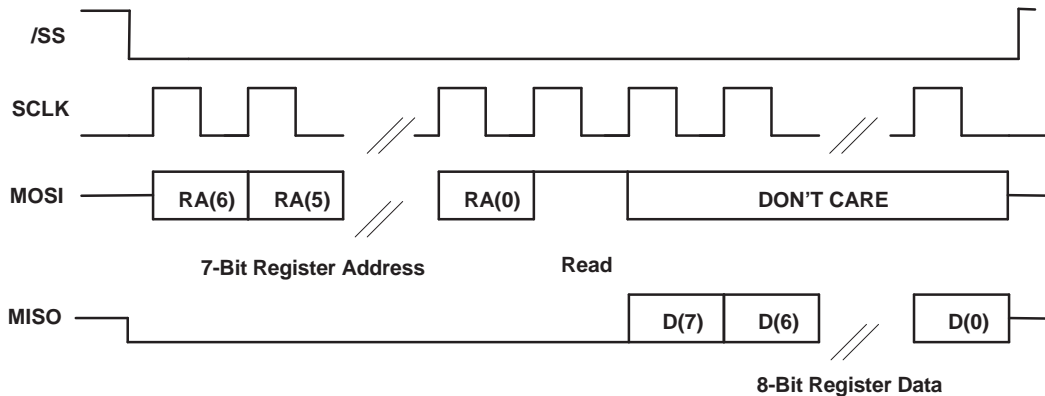 /SS
SCLK
MOSI RA(6) RA(5) RA(0) DON'T CARE
7-Bit Register Address Read
MISO D(7) D(6) D(0)
8-Bit Register Data